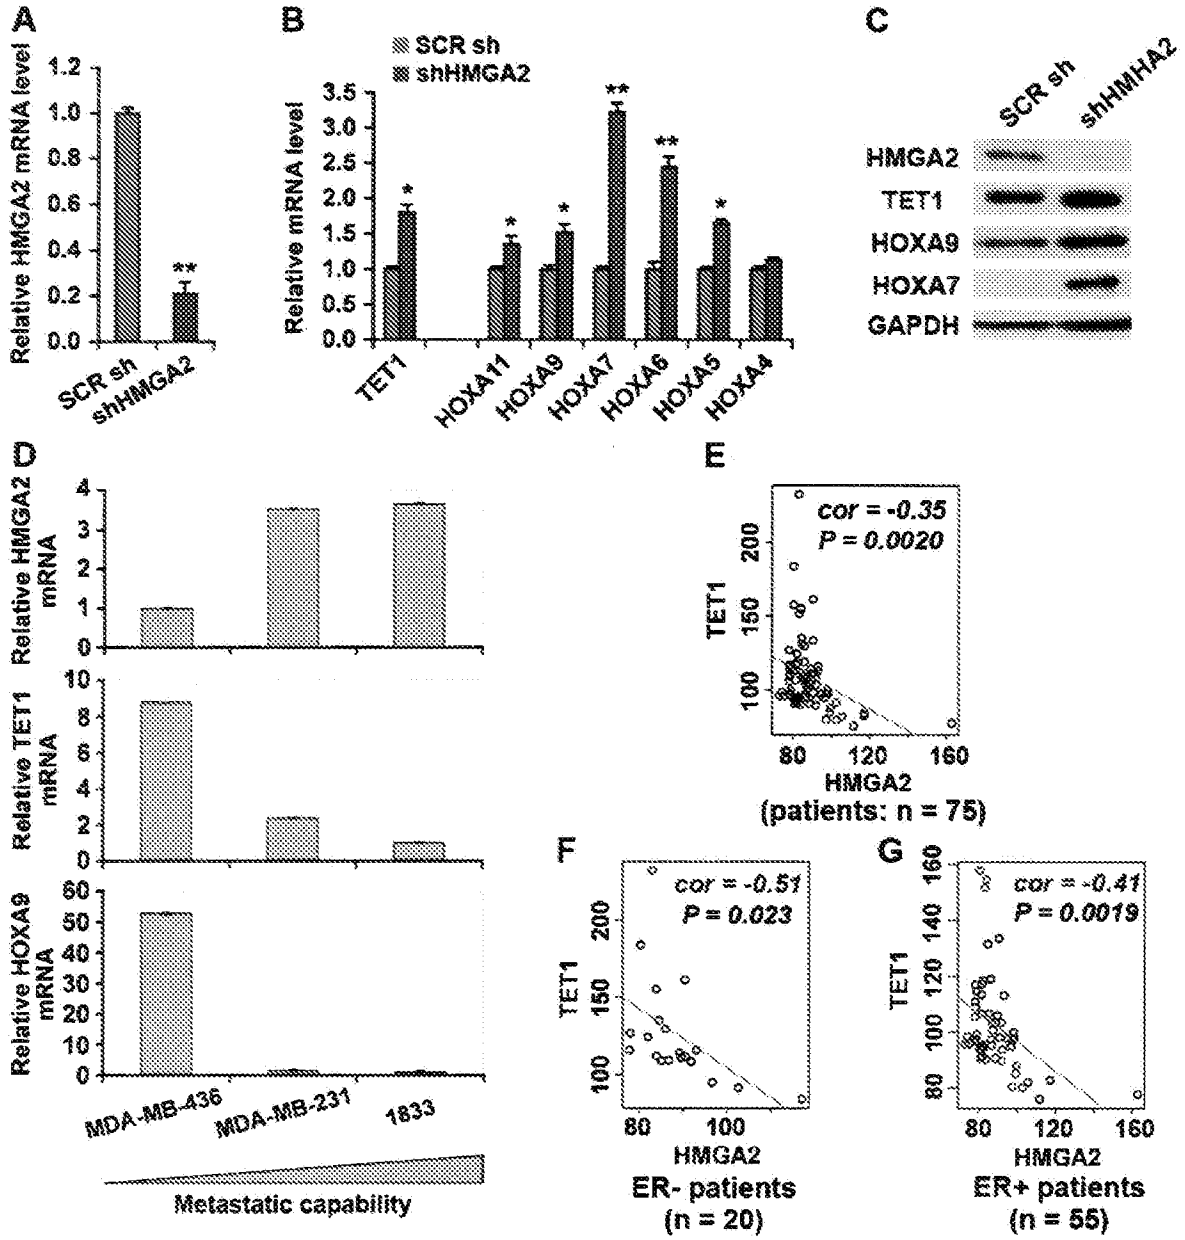 A
Relative HMGA2 mRNA level
1.2
1.0
0.8
0.6
0.4
0.2
0.0
**
SCR sh
shHMGA2
B
SCR sh
shHMGA2
Relative mRNA level
3.5
3.0
2.5
2.0
1.5
1.0
0.5
0.0
*
*
*
**
**
*
TET1
HOXA11
HOXA9
HOXA7
HOXA6
HOXA5
HOXA4
C
SCR sh
shHMHA2
HMGA2
TET1
HOXA9
HOXA7
GAPDH
D
Relative HMGA2
mRNA
4
3
2
1
0
Relative TET1
mRNA
10
8
6
4
2
0
Relative HOXA9
mRNA
60
50
40
30
20
10
0
MDA-MB-436
MDA-MB-231
1833
Metastatic capability
E
cor = -0.35
P = 0.0020
TET1
200
150
100
80
120
160
HMGA2
(patients: n = 75)
F
cor = -0.51
P = 0.023
TET1
200
150
100
80
100
HMGA2
ER- patients
(n = 20)
G
cor = -0.41
P = 0.0019
TET1
160
140
120
100
80
80
120
160
HMGA2
ER+ patients
(n = 55)